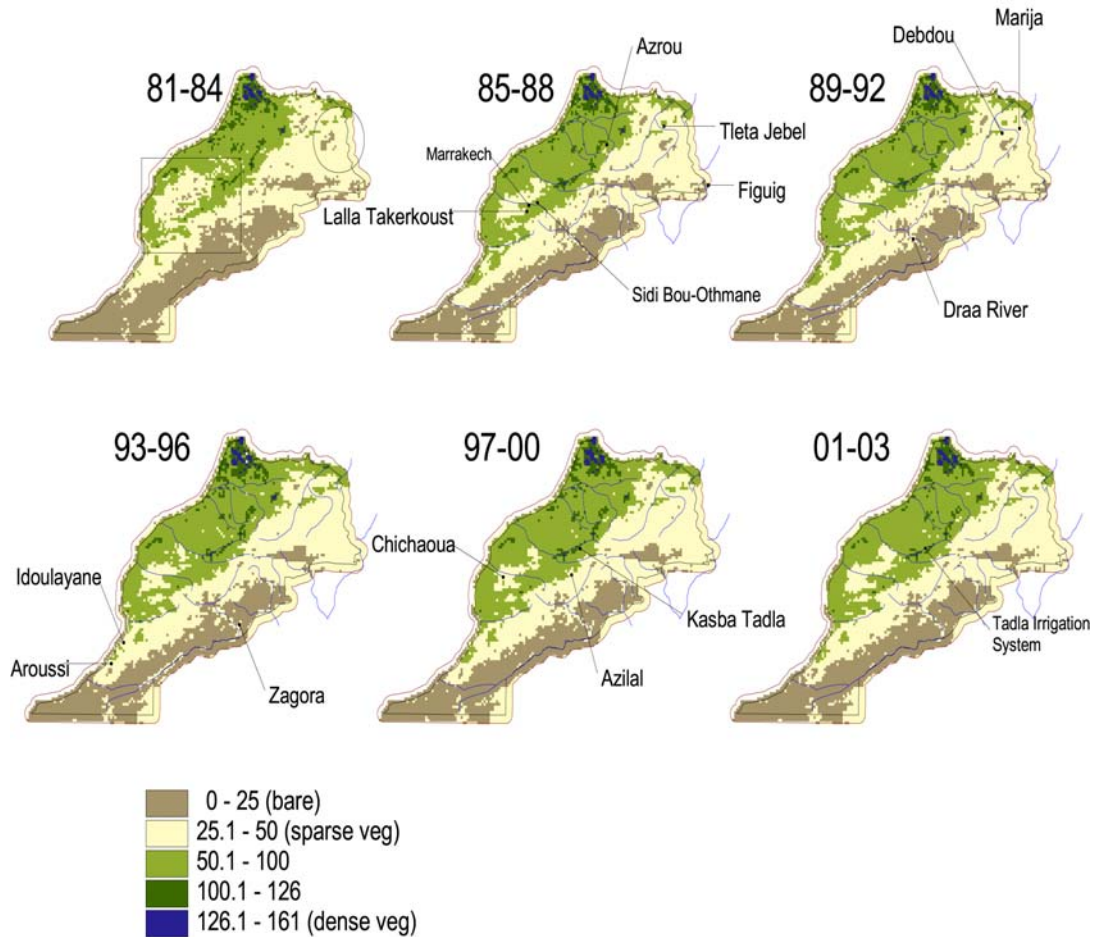 81-84
85-88
89-92
Azrou
Debdou
Marija
Marrakech
Lalla Takerkoust
Tleta Jebel
Figuig
Sidi Bou-Othmane
Draa River
93-96
97-00
01-03
Idoulayane
Aroussi
Zagora
Chichaoua
Kasba Tadla
Azilal
Tadla Irrigation
System
0 - 25 (bare)
25.1 - 50 (sparse veg)
50.1 - 100
100.1 - 126
126.1 - 161 (dense veg)